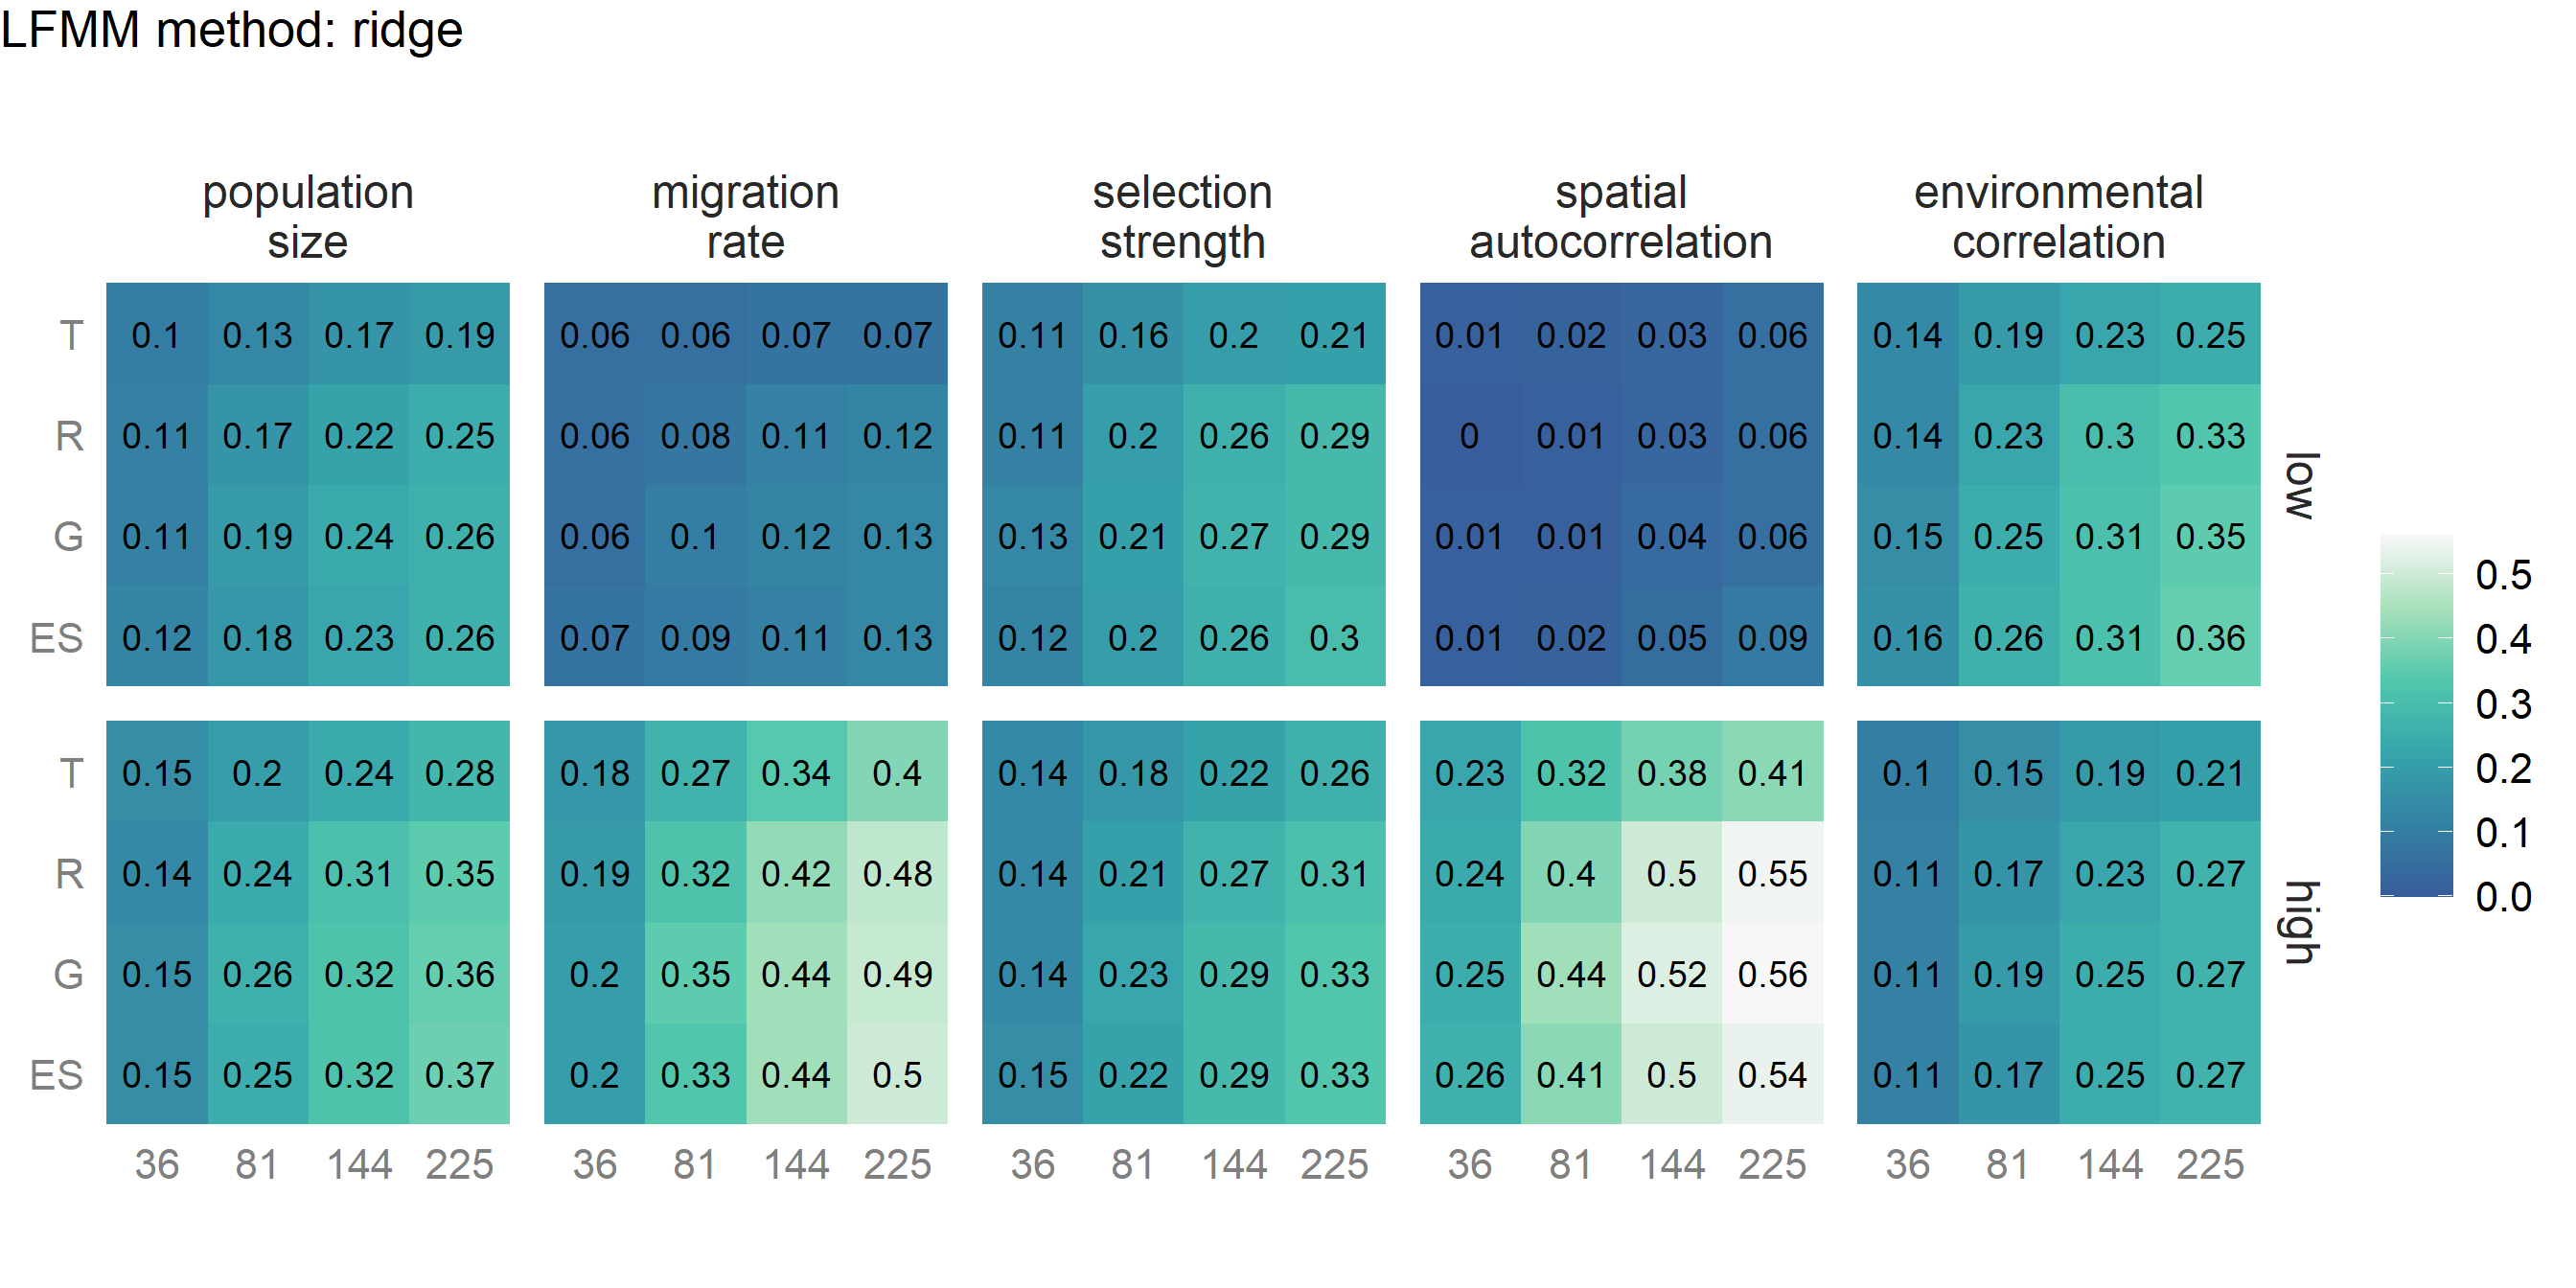 LFMM method: ridge
population size
migration rate
selection strength
spatial autocorrelation
environmental correlation
T 0.1 0.13 0.17 0.19 0.06 0.06 0.07 0.07 0.11 0.16 0.2 0.21 0.01 0.02 0.03 0.06 0.14 0.19 0.23 0.25
R 0.11 0.17 0.22 0.25 0.06 0.08 0.11 0.12 0.11 0.2 0.26 0.29 0 0.01 0.03 0.06 0.14 0.23 0.3 0.33
G 0.11 0.19 0.24 0.26 0.06 0.1 0.12 0.13 0.13 0.21 0.27 0.29 0.01 0.01 0.04 0.06 0.15 0.25 0.31 0.35
ES 0.12 0.18 0.23 0.26 0.07 0.09 0.11 0.13 0.12 0.2 0.26 0.3 0.01 0.02 0.05 0.09 0.16 0.26 0.31 0.36
low
T 0.15 0.2 0.24 0.28 0.18 0.27 0.34 0.4 0.14 0.18 0.22 0.26 0.23 0.32 0.38 0.41 0.1 0.15 0.19 0.21
R 0.14 0.24 0.31 0.35 0.19 0.32 0.42 0.48 0.14 0.21 0.27 0.31 0.24 0.4 0.5 0.55 0.11 0.17 0.23 0.27
G 0.15 0.26 0.32 0.36 0.2 0.35 0.44 0.49 0.14 0.23 0.29 0.33 0.25 0.44 0.52 0.56 0.11 0.19 0.25 0.27
ES 0.15 0.25 0.32 0.37 0.2 0.33 0.44 0.5 0.15 0.22 0.29 0.33 0.26 0.41 0.5 0.54 0.11 0.17 0.25 0.27
high
36 81 144 225 36 81 144 225 36 81 144 225 36 81 144 225 36 81 144 225
0.5
0.4
0.3
0.2
0.1
0.0